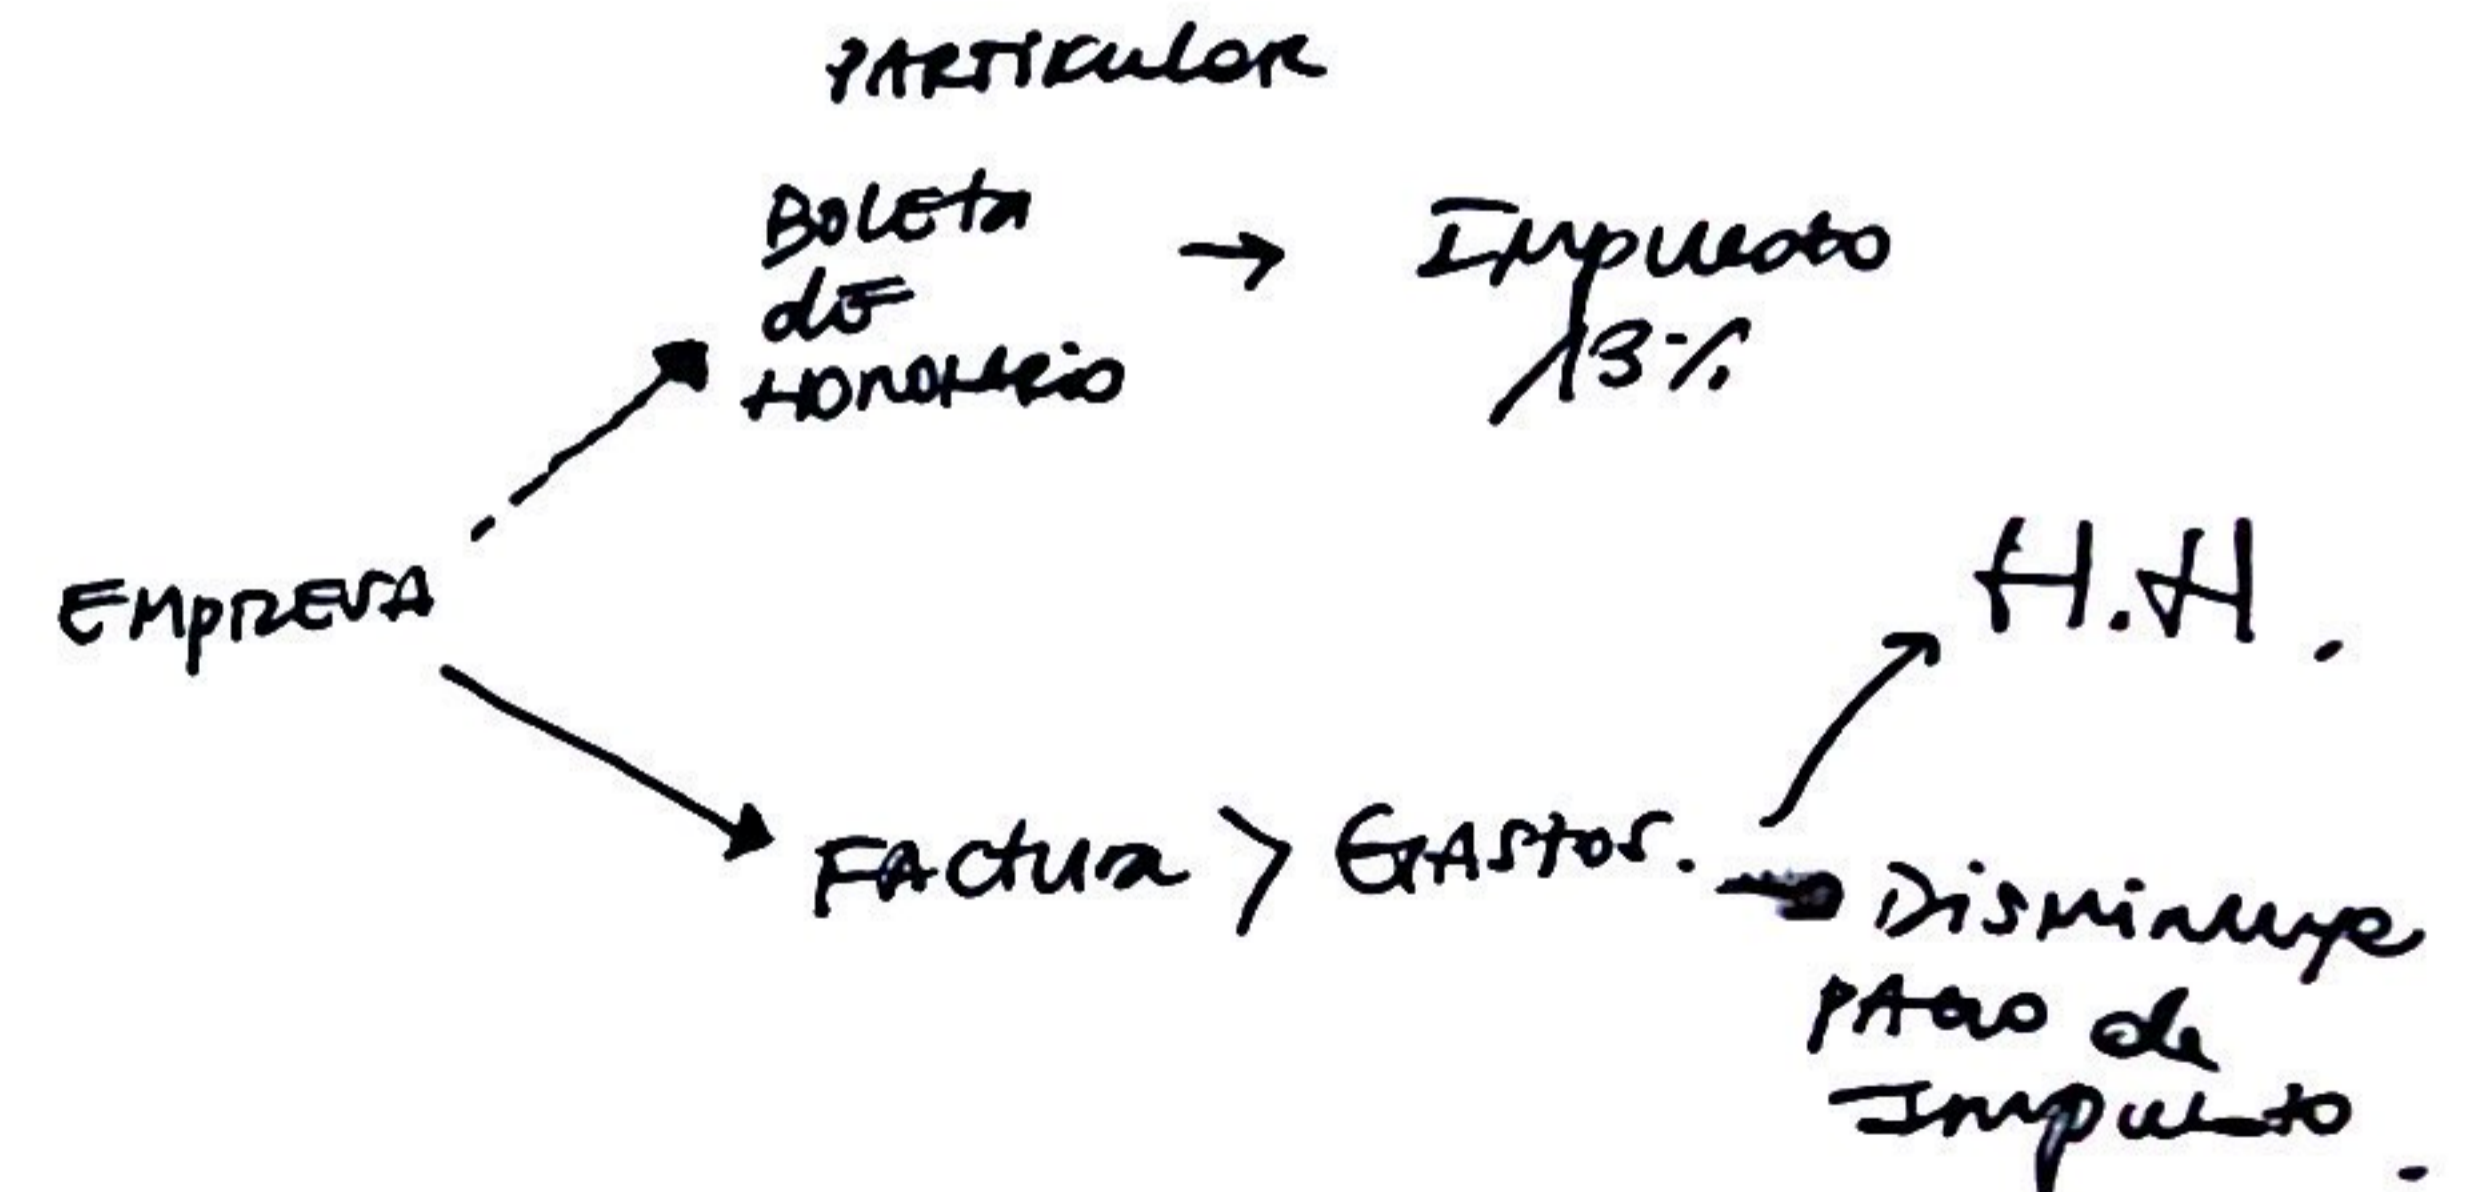 PARTICULAR
BOLETA
DE
HONORARIO
→ Impuesto
13%
EMPRESA
H.H.
FACTURA > GASTOS.
Disminuye
PAGO de
Impuesto.